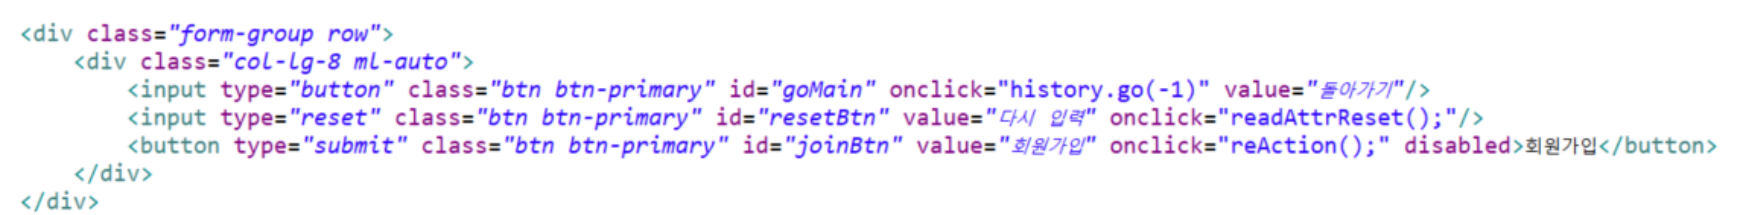 <div class="form-group row">
    <div class="col-lg-8 ml-auto">
        <input type="button" class="btn btn-primary" id="goMain" onclick="history.go(-1)" value="돌아가기"/>
        <input type="reset" class="btn btn-primary" id="resetBtn" value="다시 입력" onclick="readAttrReset();"/>
        <button type="submit" class="btn btn-primary" id="joinBtn" value="회원가입" onclick="reAction();" disabled>회원가입</button>
    </div>
</div>